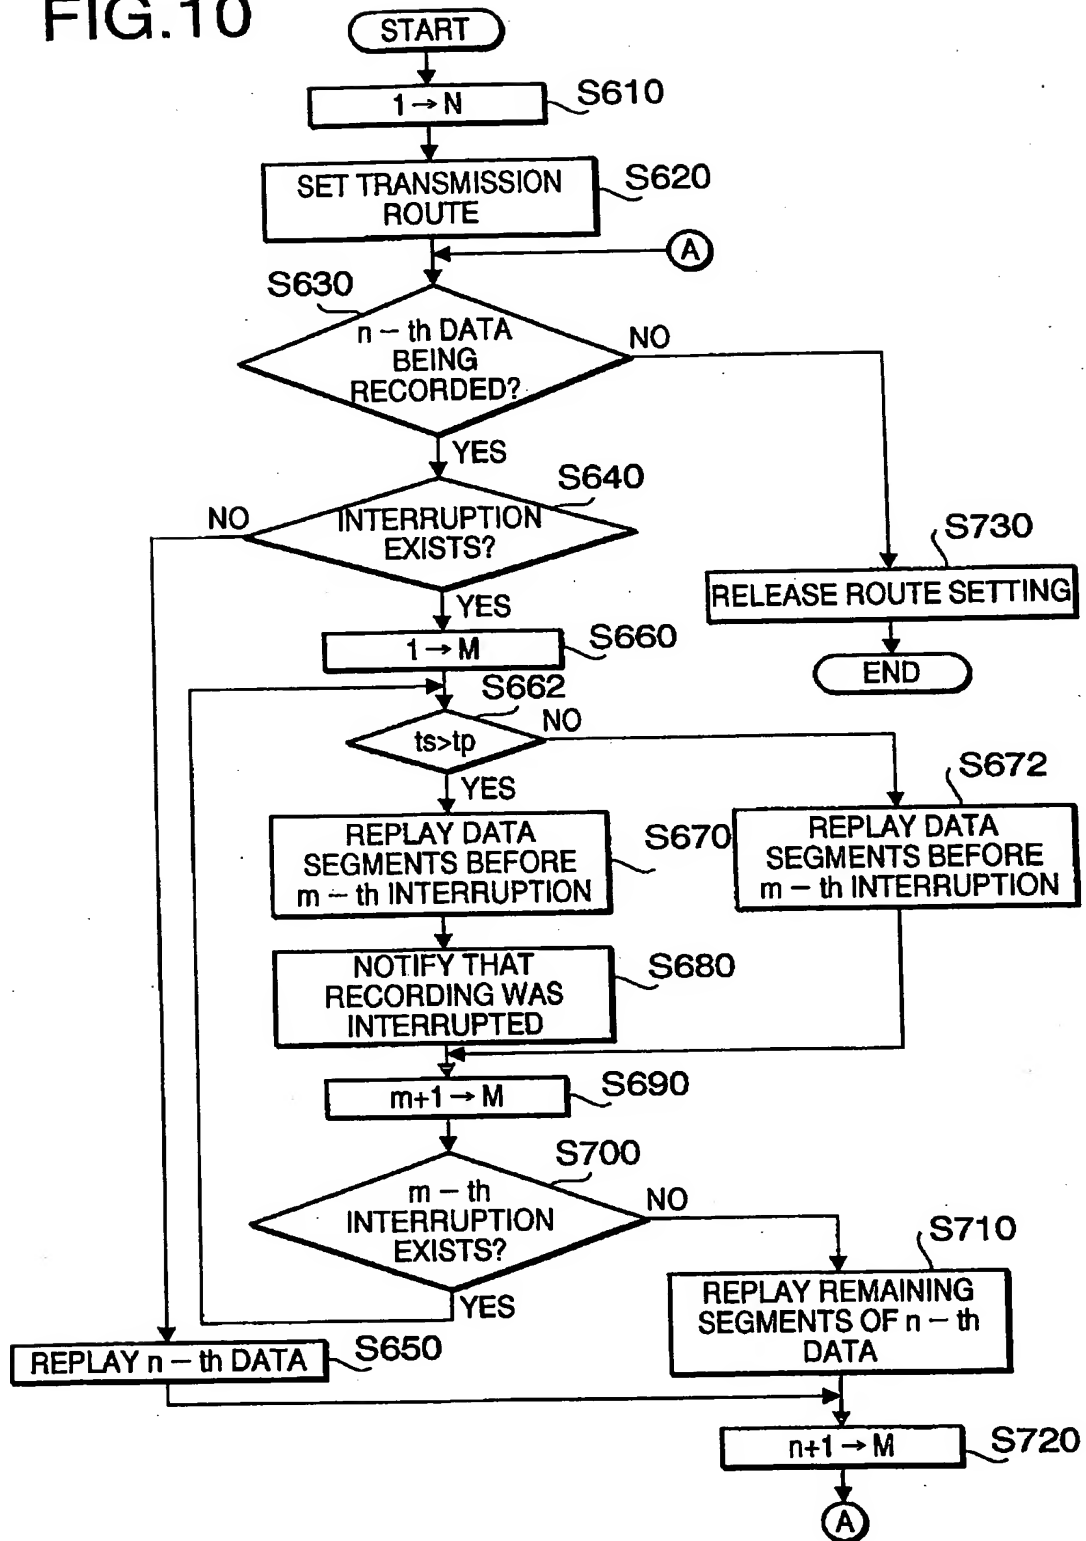 FIG.10
START
1→N
S610
SET TRANSMISSION
ROUTE
S620
A
S630
n–th DATA
BEING
RECORDED?
NO
YES
S640
NO
INTERRUPTION
EXISTS?
S730
RELEASE ROUTE SETTING
YES
END
1→M
S660
S662
ts>tp
NO
YES
S672
REPLAY DATA
SEGMENTS BEFORE
m–th INTERRUPTION
S670
REPLAY DATA
SEGMENTS BEFORE
m–th INTERRUPTION
NOTIFY THAT
RECORDING WAS
INTERRUPTED
S680
m+1→M
S690
S700
m–th
INTERRUPTION
EXISTS?
NO
YES
S710
REPLAY REMAINING
SEGMENTS OF n–th
DATA
REPLAY n–th DATA
S650
n+1→M
S720
A